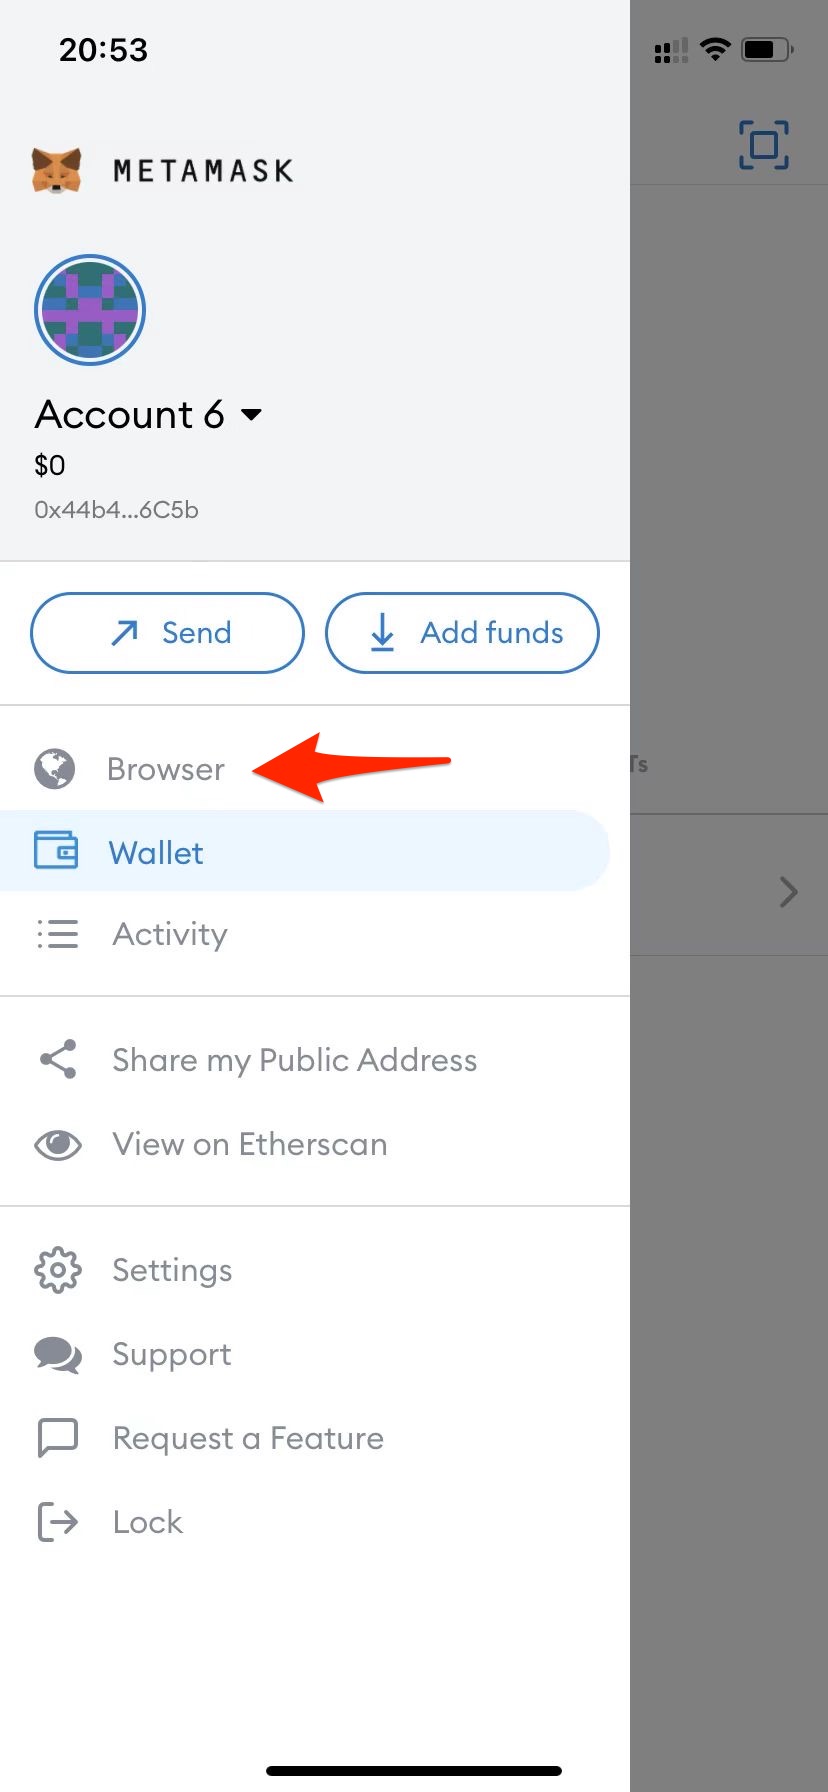 20:53
METAMASK
Account 6
$0
0x44b4...6C5b
Send
Add funds
Browser
Ts
Wallet
Activity
Share my Public Address
View on Etherscan
Settings
Support
Request a Feature
Lock